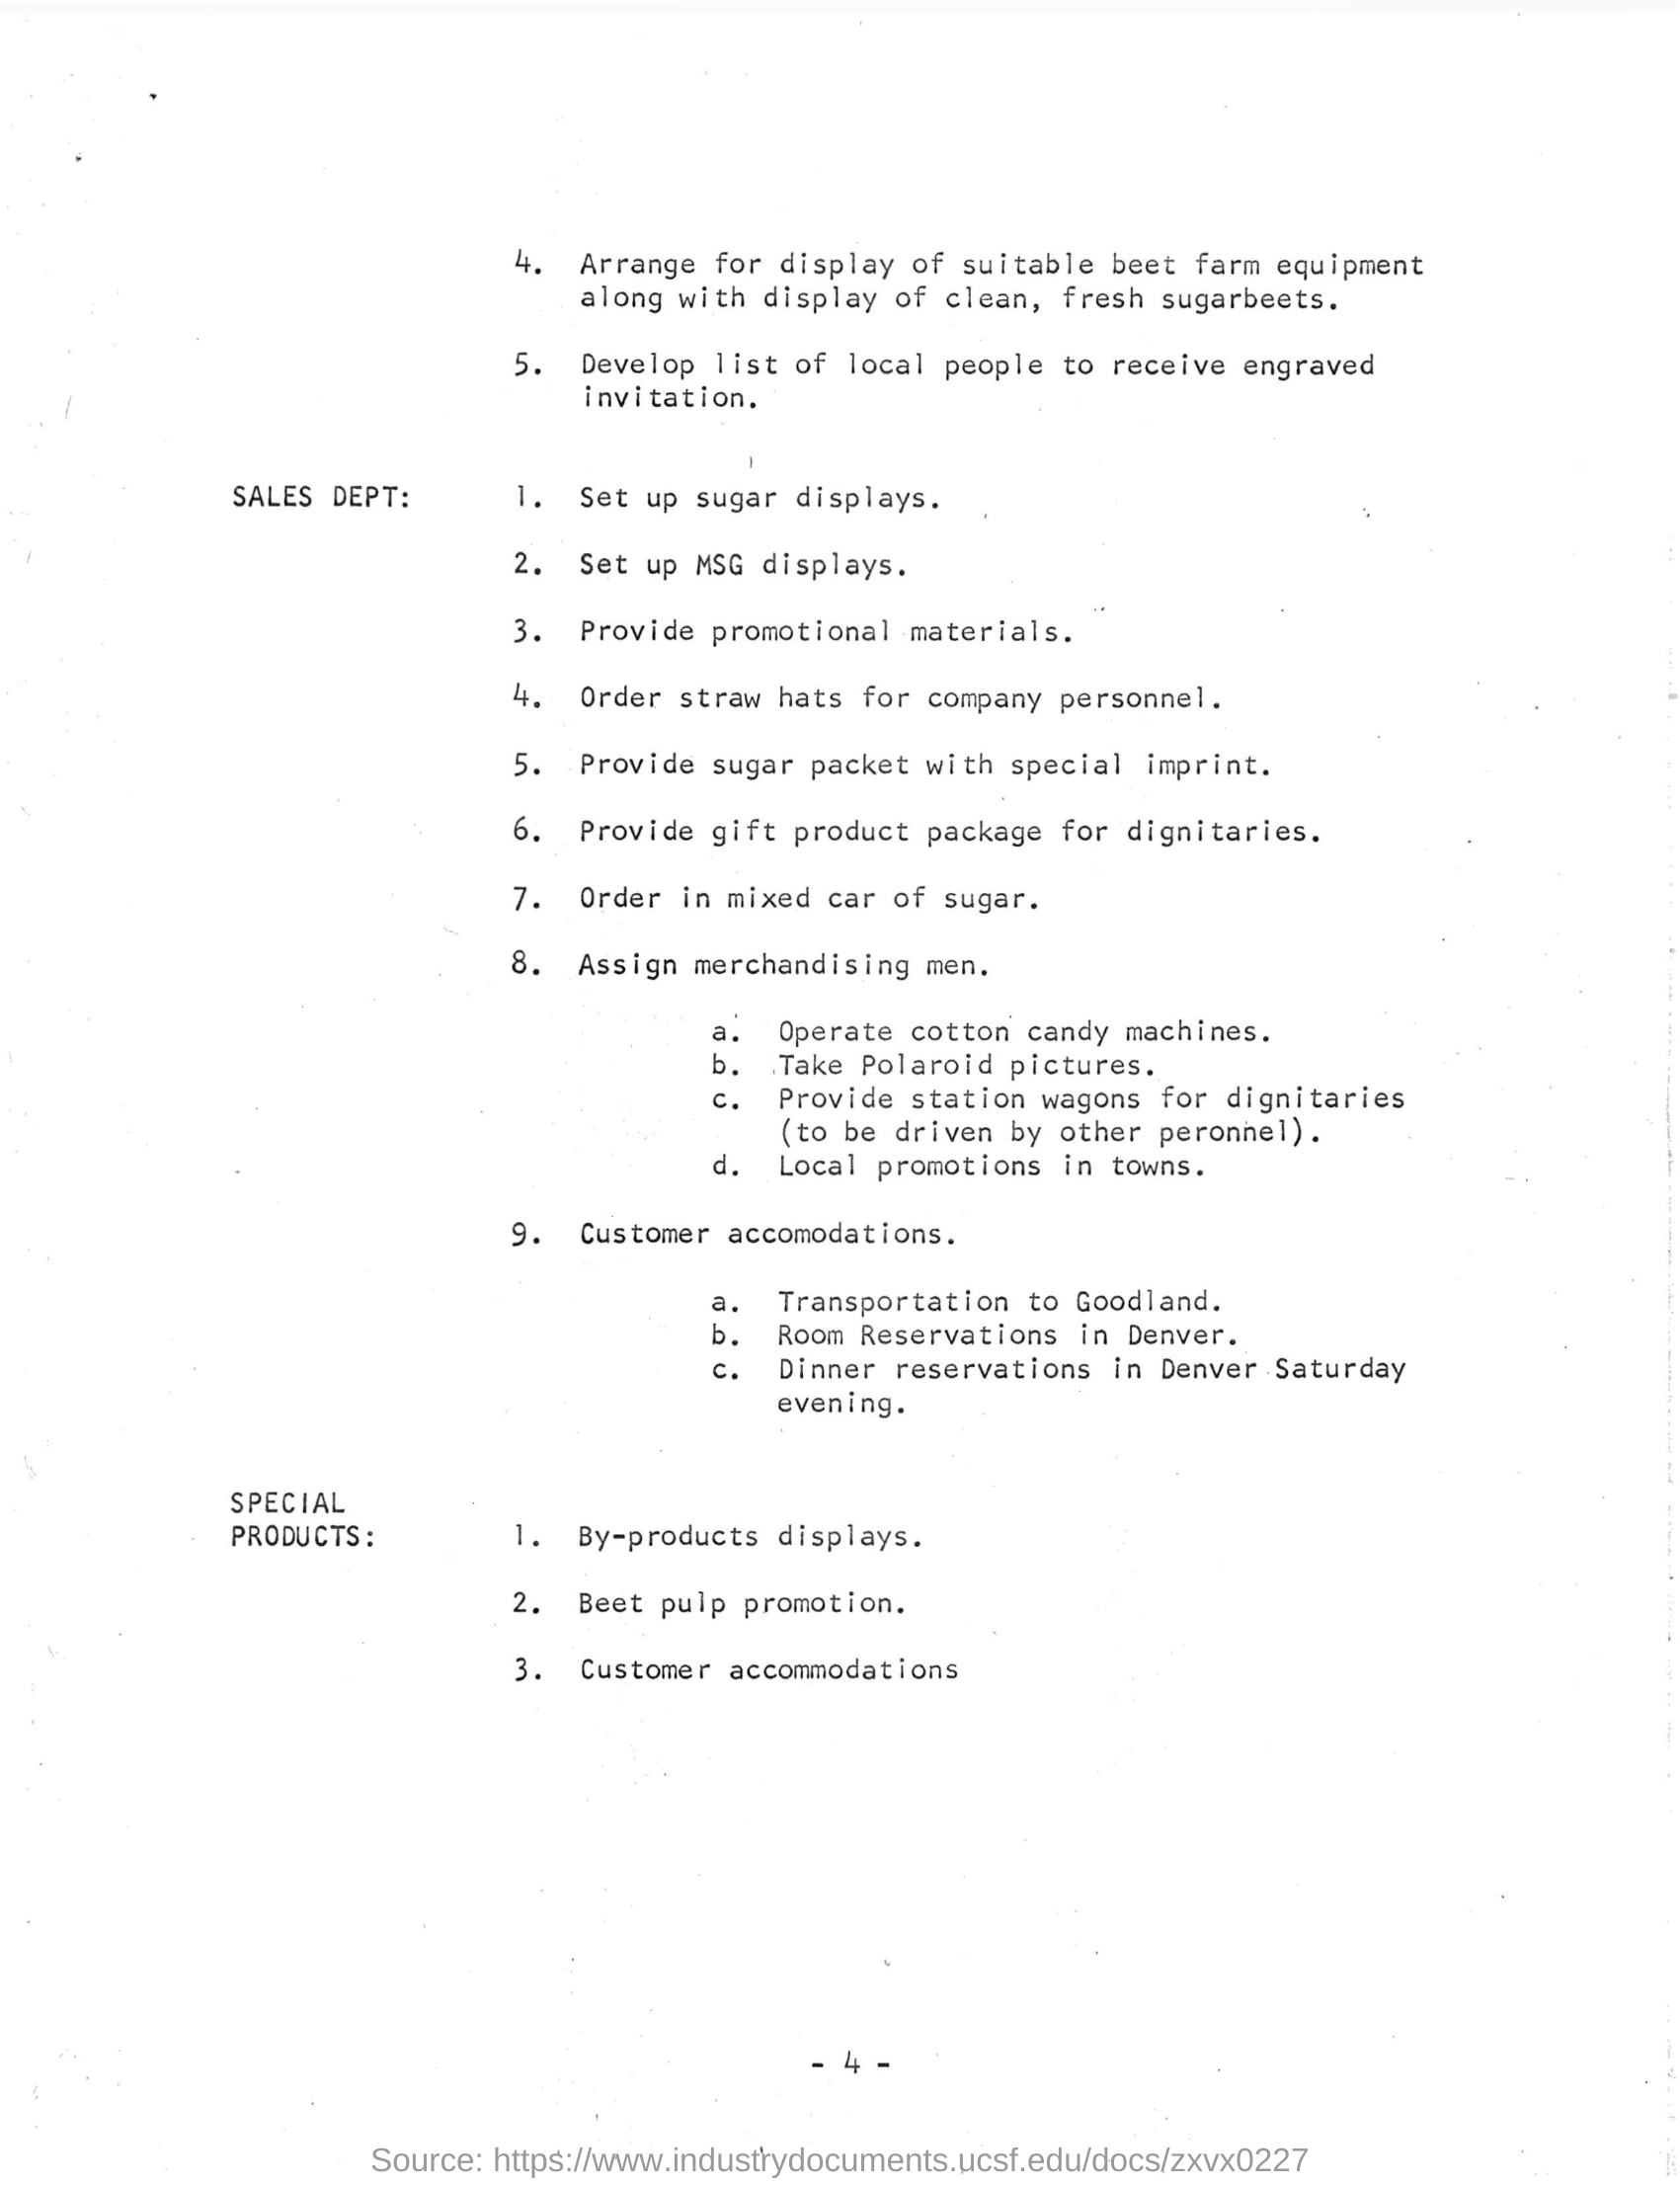 4. Arrange for display of suitable beet farm equipment
along with display of clean, fresh sugarbeets.
5. Develop list of local people to receive engraved
invitation.
SALES DEPT: 1. Set up sugar displays.
2. Set up MSG displays.
3. Provide promotional materials.
4. Order straw hats for company personnel.
5. Provide sugar packet with special imprint.
6. Provide gift product package for dignitaries.
7. Order in mixed car of sugar.
8. Assign merchandising men.
a. Operate cotton candy machines.
b. Take Polaroid pictures.
c. Provide station wagons for dignitaries
(to be driven by other peronnel).
d. Local promotions in towns.
9. Customer accomodations.
a. Transportation to Goodland.
b. Room Reservations in Denver.
c. Dinner reservations in Denver Saturday
evening.
SPECIAL
PRODUCTS: 1. By-products displays.
2. Beet pulp promotion.
3. Customer accommodations
- 4 -
Source: https://www.industrydocuments.ucsf.edu/docs/zxvx0227